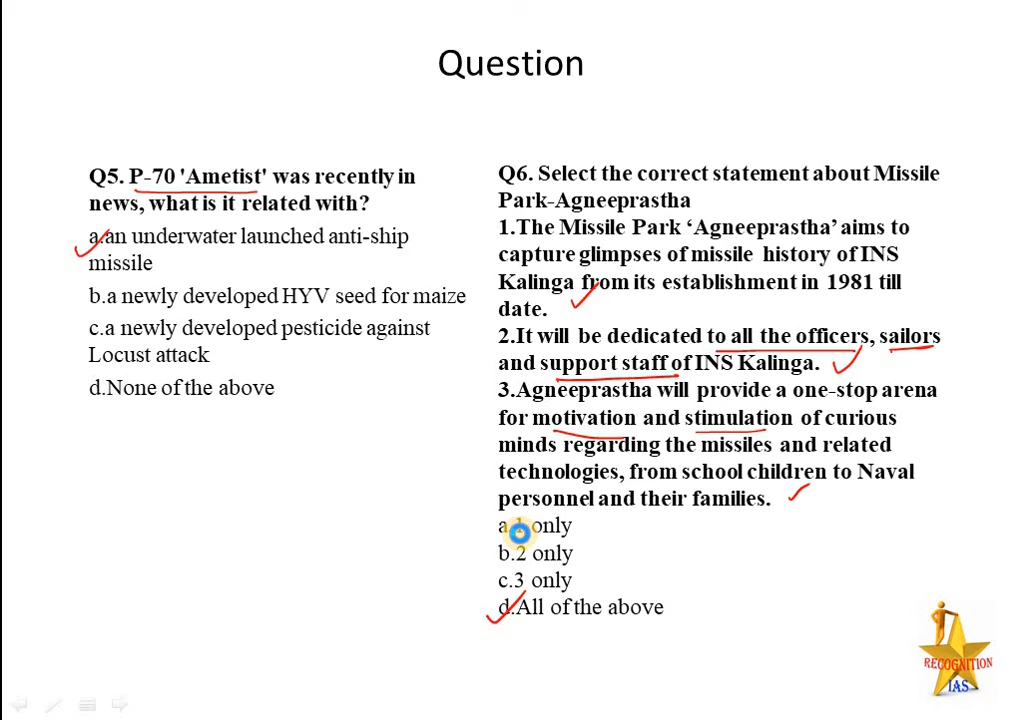 Question
Q5. P-70 'Ametist' was recently in
news, what is it related with?
a.an underwater launched anti-ship
missile
b.a newly developed HYV seed for maize
c.a newly developed pesticide against
Locust attack
d.None of the above
Q6. Select the correct statement about Missile
Park-Agneeprastha
1.The Missile Park ‘Agneeprastha’ aims to
capture glimpses of missile history of INS
Kalinga from its establishment in 1981 till
date.
2.It will be dedicated to all the officers, sailors
and support staff of INS Kalinga.
3.Agneeprastha will provide a one-stop arena
for motivation and stimulation of curious
minds regarding the missiles and related
technologies, from school children to Naval
personnel and their families.
a.1 only
b.2 only
c.3 only
d.All of the above
RECOGNITION
IAS